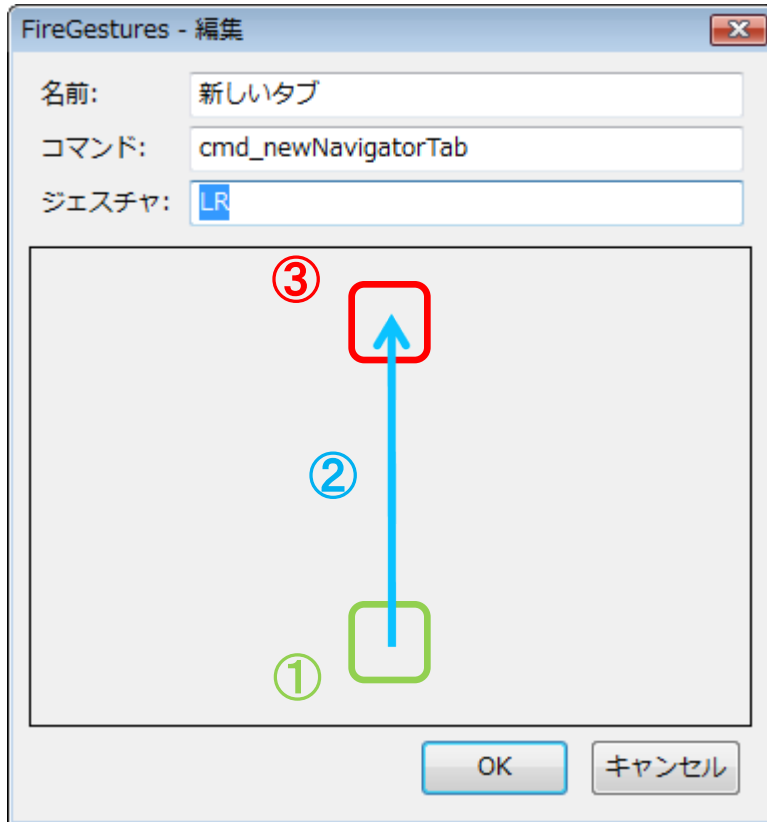 FireGestures - 編集
名前: 新しいタブ
コマンド: cmd_newNavigatorTab
ジェスチャ: LR
③
②
①
OK キャンセル